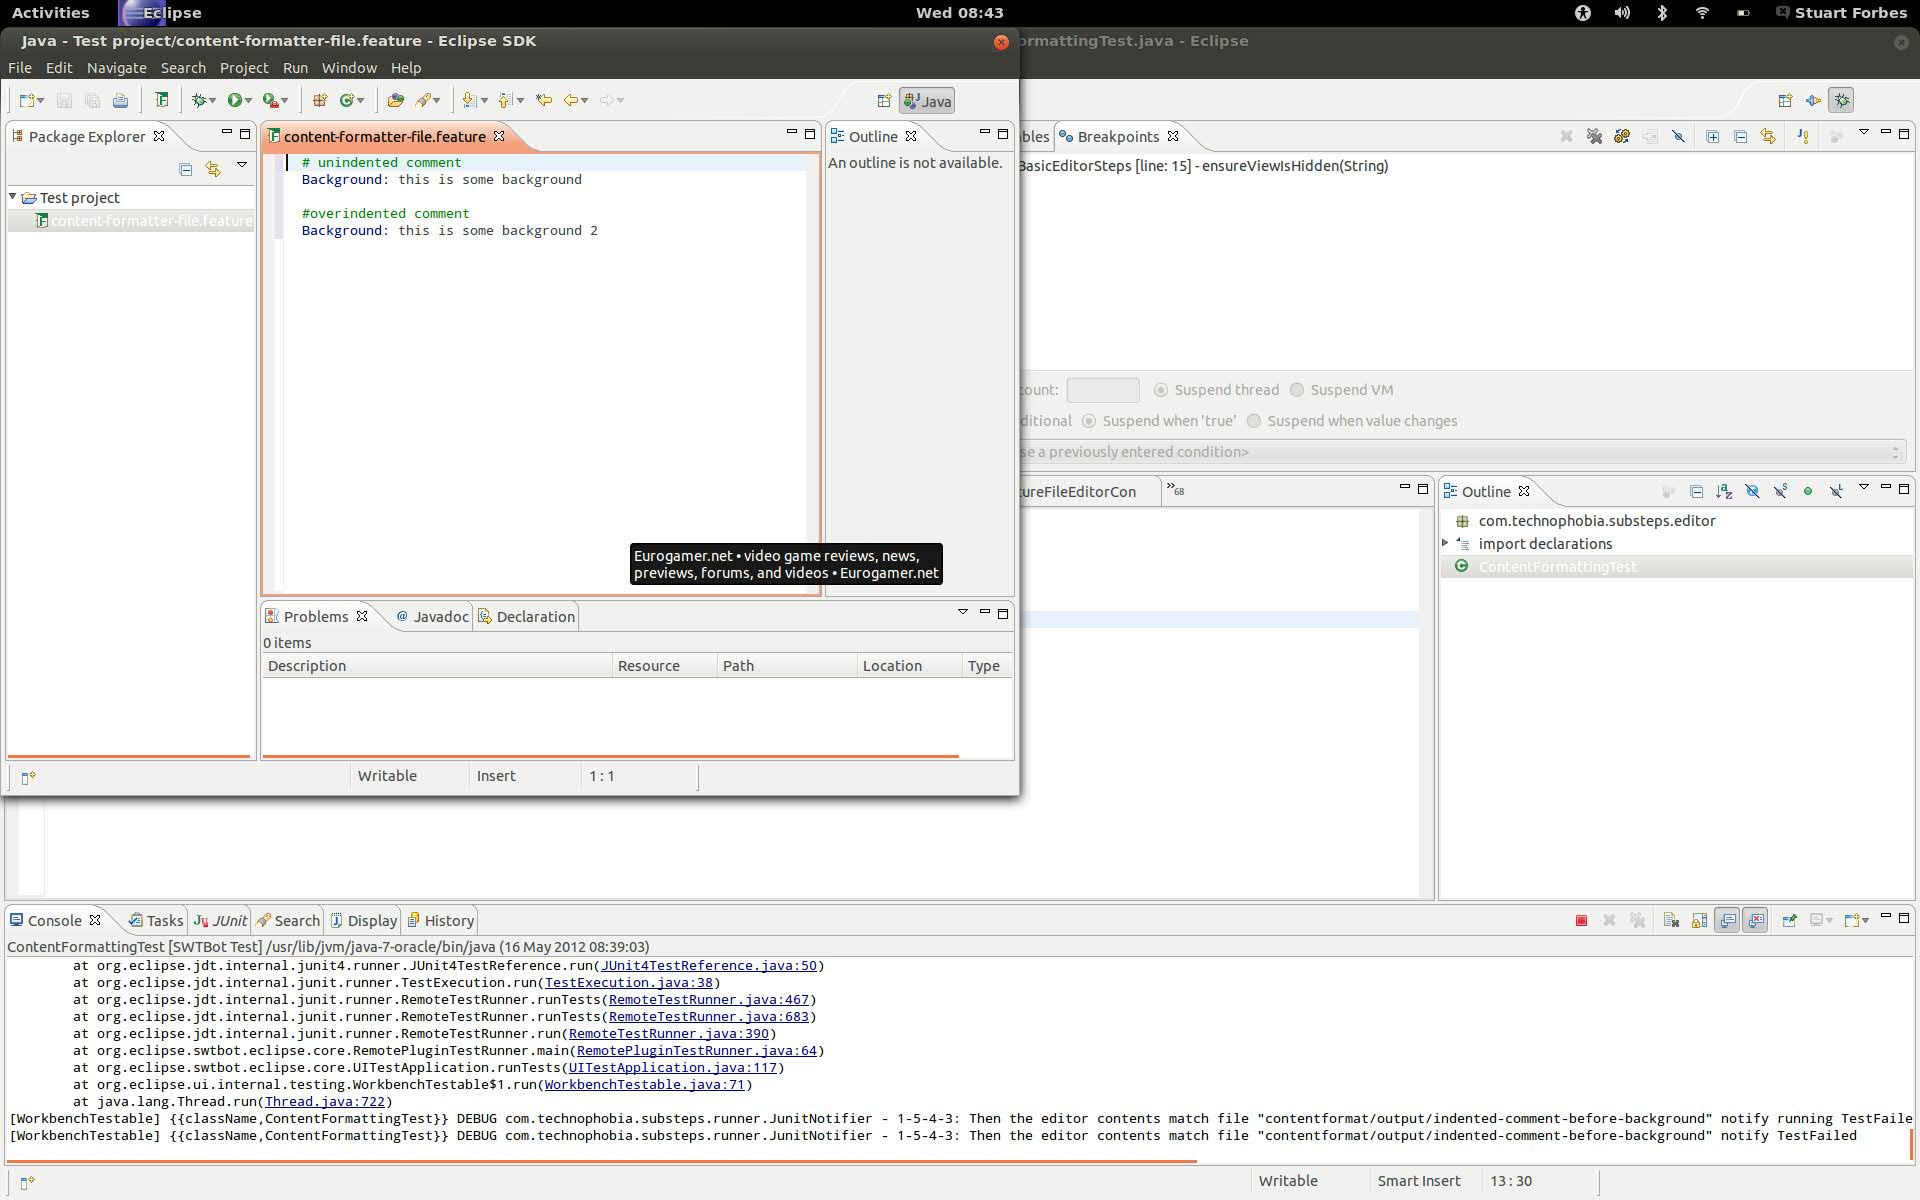 Activities
Eclipse
Wed 08:43
Stuart Forbes
Java - Test project/content-formatter-file.feature - Eclipse SDK
ormattingTest.java - Eclipse
File Edit Navigate Search Project Run Window Help
Java
Package Explorer
content-formatter-file.feature
Outline
bles
Breakpoints
# unindented comment
An outline is not available.
BasicEditorSteps [line: 15] - ensureViewIsHidden(String)
Background: this is some background
Test project
content-formatter-file.feature
#overindented comment
Background: this is some background 2
ount:
Suspend thread
Suspend VM
ditional
Suspend when 'true'
Suspend when value changes
se a previously entered condition>
ureFileEditorCon
68
Outline
com.technophobia.substeps.editor
import declarations
ContentFormattingTest
Eurogamer.net • video game reviews, news,
previews, forums, and videos • Eurogamer.net
Problems
@ Javadoc
Declaration
0 items
Description
Resource
Path
Location
Type
Writable
Insert
1 : 1
Console
Tasks
JUnit
Search
Display
History
ContentFormattingTest [SWTBot Test] /usr/lib/jvm/java-7-oracle/bin/java (16 May 2012 08:39:03)
at org.eclipse.jdt.internal.junit4.runner.JUnit4TestReference.run(JUnit4TestReference.java:50)
at org.eclipse.jdt.internal.junit.runner.TestExecution.run(TestExecution.java:38)
at org.eclipse.jdt.internal.junit.runner.RemoteTestRunner.runTests(RemoteTestRunner.java:467)
at org.eclipse.jdt.internal.junit.runner.RemoteTestRunner.runTests(RemoteTestRunner.java:683)
at org.eclipse.jdt.internal.junit.runner.RemoteTestRunner.run(RemoteTestRunner.java:390)
at org.eclipse.swtbot.eclipse.core.RemotePluginTestRunner.main(RemotePluginTestRunner.java:64)
at org.eclipse.swtbot.eclipse.core.UITestApplication.runTests(UITestApplication.java:117)
at org.eclipse.ui.internal.testing.WorkbenchTestable$1.run(WorkbenchTestable.java:71)
at java.lang.Thread.run(Thread.java:722)
[WorkbenchTestable] {{className,ContentFormattingTest}} DEBUG com.technophobia.substeps.runner.JunitNotifier - 1-5-4-3: Then the editor contents match file "contentformat/output/indented-comment-before-background" notify running TestFaile
[WorkbenchTestable] {{className,ContentFormattingTest}} DEBUG com.technophobia.substeps.runner.JunitNotifier - 1-5-4-3: Then the editor contents match file "contentformat/output/indented-comment-before-background" notify TestFailed
Writable
Smart Insert
13 : 30